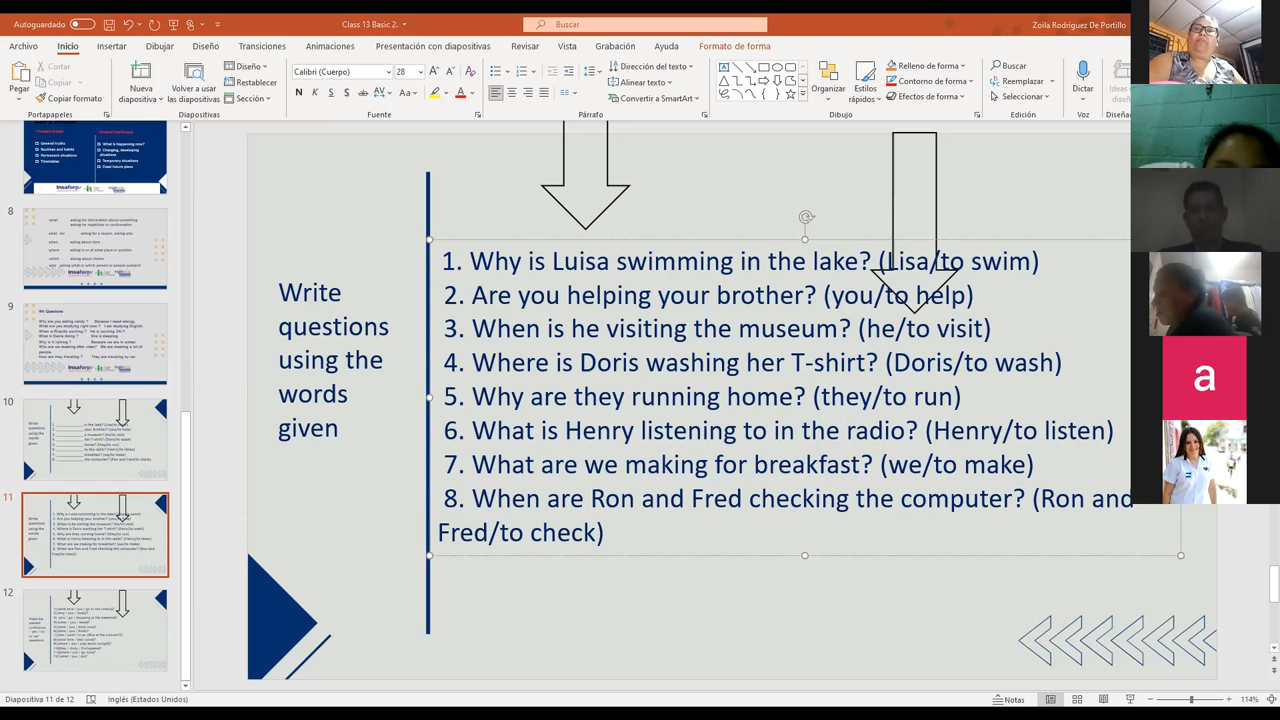 Autoguardado
Class 13 Basic 2.
Buscar
Zoila Rodriguez De Portillo
Archivo Inicio Insertar Dibujar Diseño Transiciones Animaciones Presentación con diapositivas Revisar Vista Grabación Ayuda Formato de forma
Pegar
Cortar
Copiar
Copiar formato
Portapapeles
Nueva diapositiva
Volver a usar las diapositivas
Diseño
Restablecer
Sección
Diapositivas
Calibri (Cuerpo) 28
Fuente
Dirección del texto
Alinear texto
Convertir a SmartArt
Párrafo
Organizar
Estilos rápidos
Relleno de forma
Contorno de forma
Efectos de forma
Dibujo
Buscar
Reemplazar
Seleccionar
Edición
Dictar
Voz
Ideas de
8
9
10
11
12
Write
questions
using the
words
given
1. Why is Luisa swimming in the lake? (Lisa/to swim)
2. Are you helping your brother? (you/to help)
3. When is he visiting the museum? (he/to visit)
4. Where is Doris washing her T-shirt? (Doris/to wash)
5. Why are they running home? (they/to run)
6. What is Henry listening to in the radio? (Henry/to listen)
7. What are we making for breakfast? (we/to make)
8. When are Ron and Fred checking the computer? (Ron and
Fred/to check)
a
Diapositiva 11 de 12
Inglés (Estados Unidos)
Notas
114%